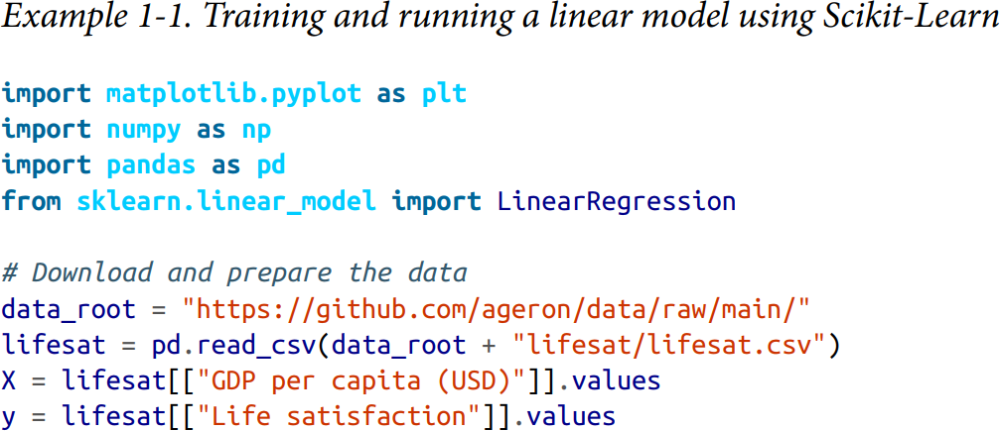 Example 1-1. Training and running a linear model using Scikit-Learn
import matplotlib.pyplot as plt
import numpy as np
import pandas as pd
from sklearn.linear_model import LinearRegression
# Download and prepare the data
data_root = "https://github.com/ageron/data/raw/main/"
lifesat = pd.read_csv(data_root + "lifesat/lifesat.csv")
X = lifesat[["GDP per capita (USD)"]].values
y = lifesat[["Life satisfaction"]].values